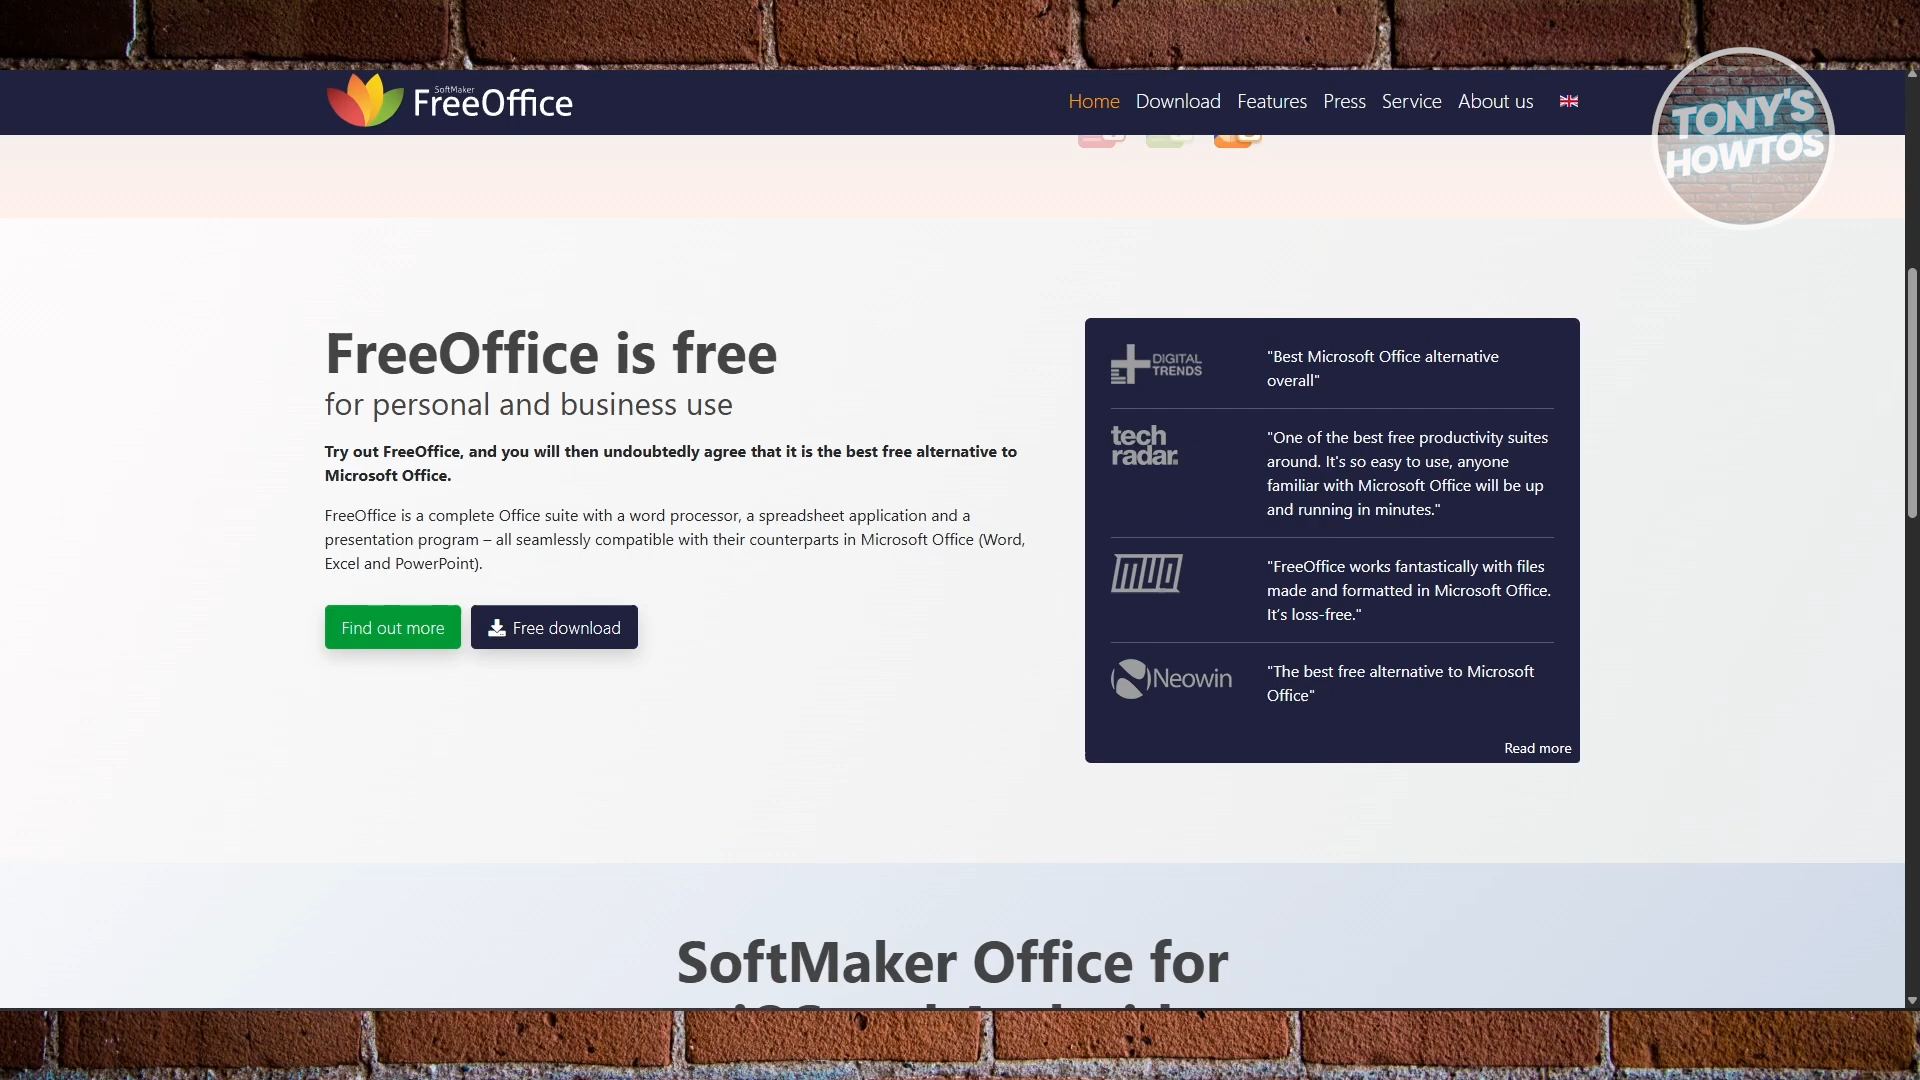 SoftMaker
FreeOffice
Home Download Features Press Service About us
TONY'S
HOWTOS
FreeOffice is free
for personal and business use
Try out FreeOffice, and you will then undoubtedly agree that it is the best free alternative to
Microsoft Office.
FreeOffice is a complete Office suite with a word processor, a spreadsheet application and a
presentation program – all seamlessly compatible with their counterparts in Microsoft Office (Word,
Excel and PowerPoint).
Find out more
Free download
DIGITAL
TRENDS
"Best Microsoft Office alternative
overall"
tech
radar.
"One of the best free productivity suites
around. It's so easy to use, anyone
familiar with Microsoft Office will be up
and running in minutes."
MUO
"FreeOffice works fantastically with files
made and formatted in Microsoft Office.
It’s loss-free."
Neowin
"The best free alternative to Microsoft
Office"
Read more
SoftMaker Office for